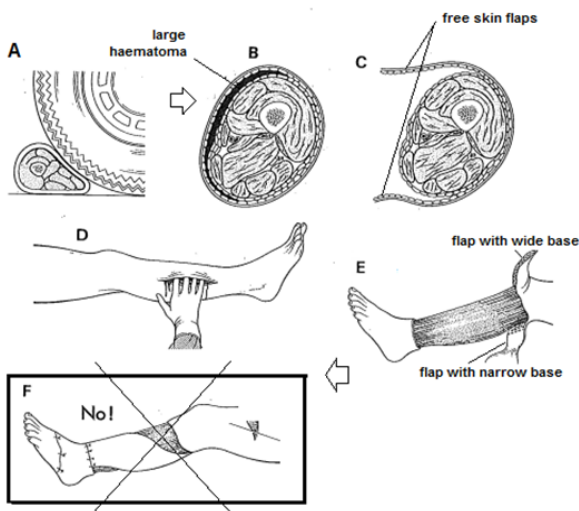 A
large
haematoma
B
free skin flaps
C
D
E
flap with wide base
flap with narrow base
F
No!